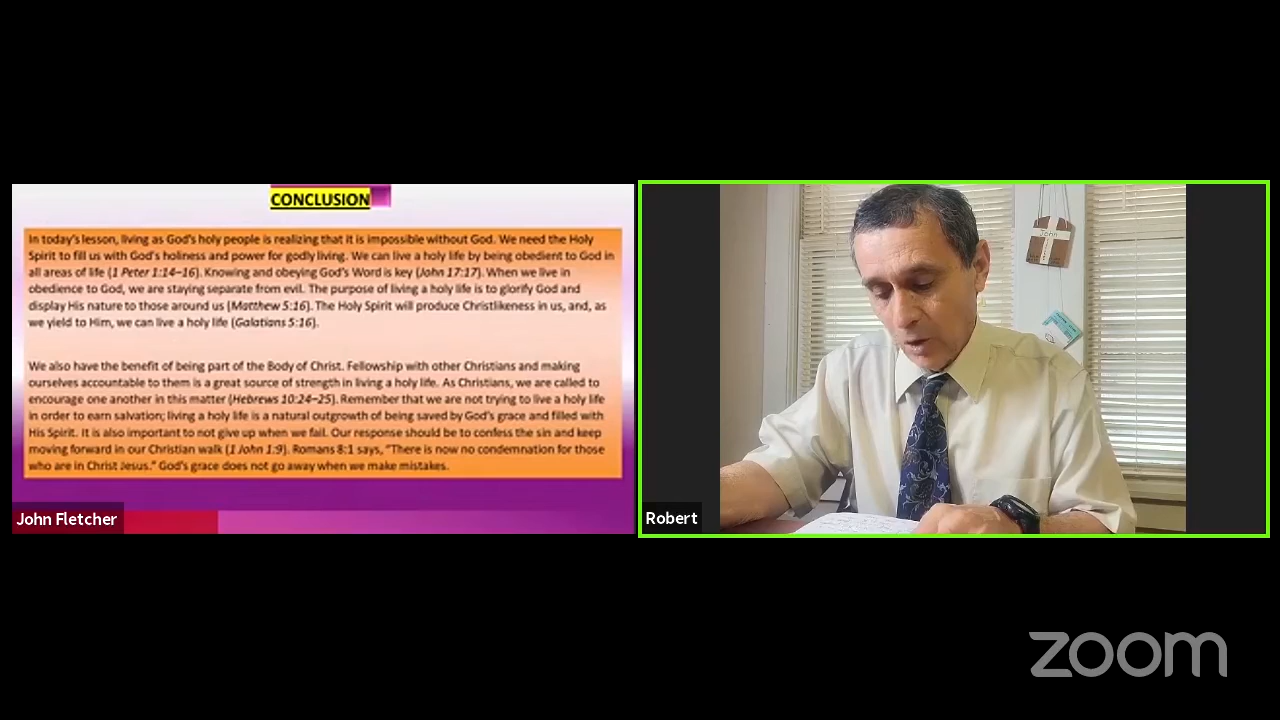 CONCLUSION
In today's lesson, living as God's holy people is realizing that it is impossible without God. We need the Holy
Spirit to fill us with God's holiness and power for godly living. We can live a holy life by being obedient to God in
all areas of life (1 Peter 1:14–16). Knowing and obeying God's Word is key (John 17:17). When we live in
obedience to God, we are staying separate from evil. The purpose of living a holy life is to glorify God and
display His nature to those around us (Matthew 5:16). The Holy Spirit will produce Christlikeness in us, and, as
we yield to Him, we can live a holy life (Galatians 5:16).
We also have the benefit of being part of the Body of Christ. Fellowship with other Christians and making
ourselves accountable to them is a great source of strength in living a holy life. As Christians, we are called to
encourage one another in this matter (Hebrews 10:24–25). Remember that we are not trying to live a holy life
in order to earn salvation; living a holy life is a natural outgrowth of being saved by God's grace and filled with
His Spirit. It is also important to not give up when we fail. Our response should be to confess the sin and keep
moving forward in our Christian walk (1 John 1:9). Romans 8:1 says, "There is now no condemnation for those
who are in Christ Jesus." God's grace does not go away when we make mistakes.
John Fletcher
John
Robert
zoom